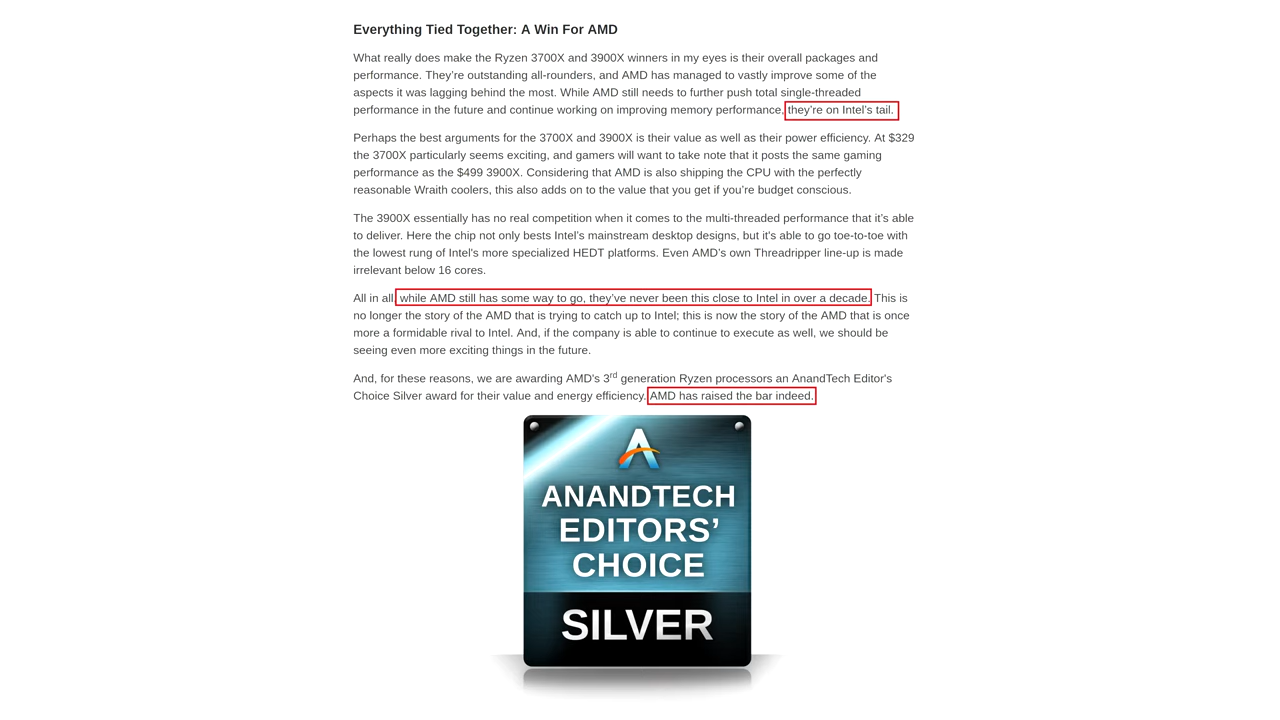 Everything Tied Together: A Win For AMD
What really does make the Ryzen 3700X and 3900X winners in my eyes is their overall packages and
performance. They’re outstanding all-rounders, and AMD has managed to vastly improve some of the
aspects it was lagging behind the most. While AMD still needs to further push total single-threaded
performance in the future and continue working on improving memory performance, they’re on Intel’s tail.
Perhaps the best arguments for the 3700X and 3900X is their value as well as their power efficiency. At $329
the 3700X particularly seems exciting, and gamers will want to take note that it posts the same gaming
performance as the $499 3900X. Considering that AMD is also shipping the CPU with the perfectly
reasonable Wraith coolers, this also adds on to the value that you get if you’re budget conscious.
The 3900X essentially has no real competition when it comes to the multi-threaded performance that it’s able
to deliver. Here the chip not only bests Intel’s mainstream desktop designs, but it's able to go toe-to-toe with
the lowest rung of Intel's more specialized HEDT platforms. Even AMD’s own Threadripper line-up is made
irrelevant below 16 cores.
All in all, while AMD still has some way to go, they’ve never been this close to Intel in over a decade. This is
no longer the story of the AMD that is trying to catch up to Intel; this is now the story of the AMD that is once
more a formidable rival to Intel. And, if the company is able to continue to execute as well, we should be
seeing even more exciting things in the future.
And, for these reasons, we are awarding AMD's 3rd generation Ryzen processors an AnandTech Editor's
Choice Silver award for their value and energy efficiency. AMD has raised the bar indeed.
ANANDTECH
EDITORS’
CHOICE
SILVER